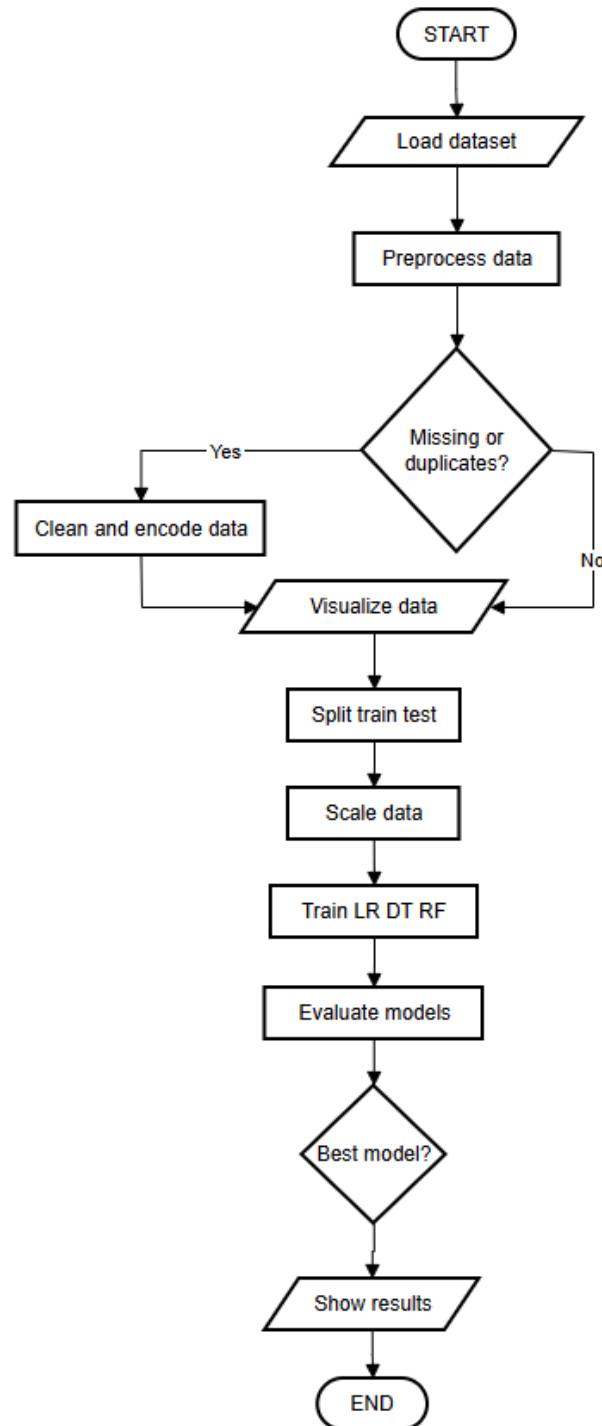 START
Load dataset
Preprocess data
Missing or
duplicates?
Yes
Clean and encode data
No
Visualize data
Split train test
Scale data
Train LR DT RF
Evaluate models
Best model?
Show results
END